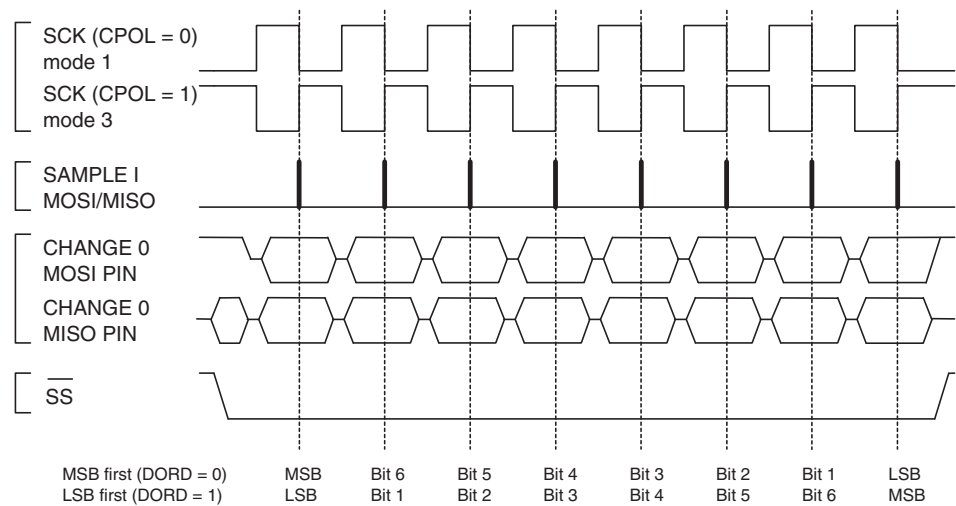 SCK (CPOL = 0)
mode 1
SCK (CPOL = 1)
mode 3
SAMPLE I
MOSI/MISO
CHANGE 0
MOSI PIN
CHANGE 0
MISO PIN
SS
MSB first (DORD = 0) MSB Bit 6 Bit 5 Bit 4 Bit 3 Bit 2 Bit 1 LSB
LSB first (DORD = 1) LSB Bit 1 Bit 2 Bit 3 Bit 4 Bit 5 Bit 6 MSB